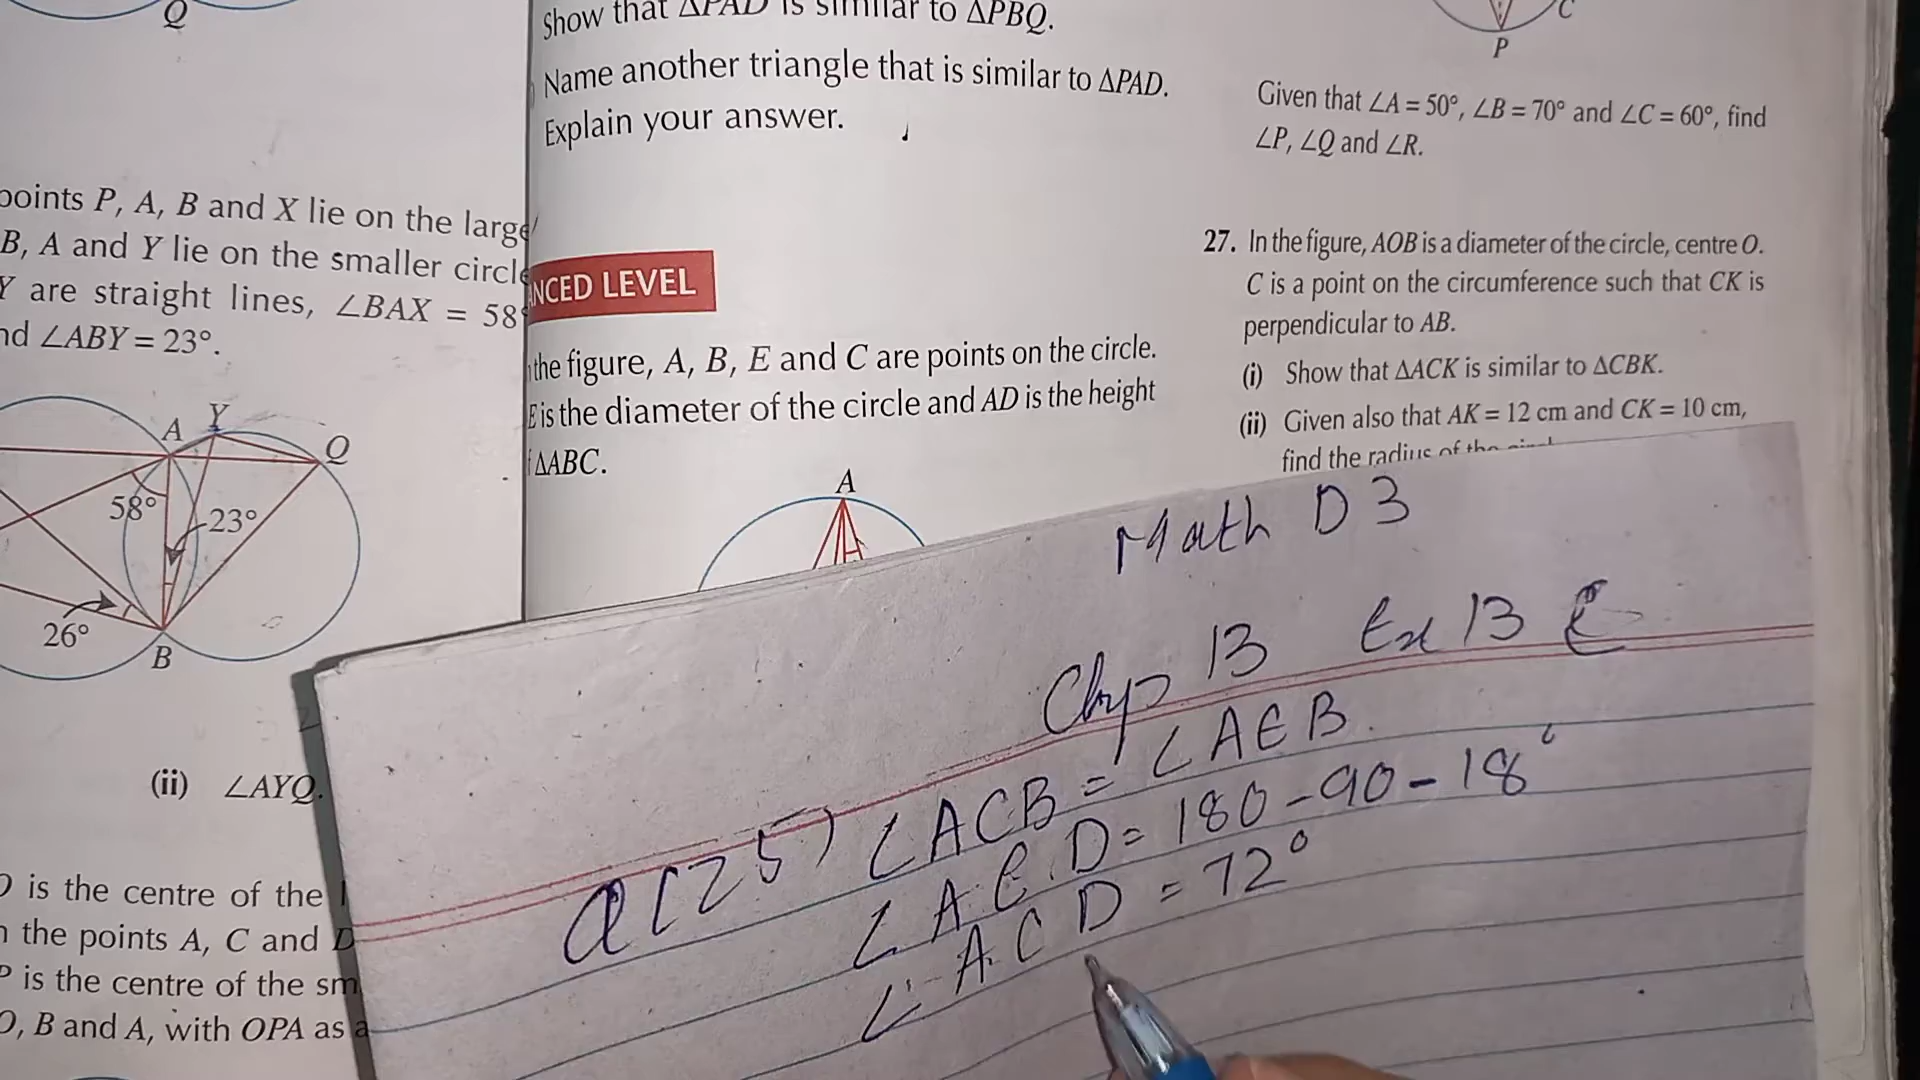 Q
points P, A, B and X lie on the large
B, A and Y lie on the smaller circle
Y are straight lines, ∠BAX = 58°
nd ∠ABY = 23°.
A
Y
Q
58°
23°
26°
B
(ii) ∠AYQ.
O is the centre of the
the points A, C and D
P is the centre of the sm
O, B and A, with OPA as a
Show that ΔPAD is similar to ΔPBQ.
Name another triangle that is similar to ΔPAD.
Explain your answer.
NCED LEVEL
the figure, A, B, E and C are points on the circle.
E is the diameter of the circle and AD is the height
ΔABC.
A
C
P
Given that ∠A = 50°, ∠B = 70° and ∠C = 60°, find
∠P, ∠Q and ∠R.
27. In the figure, AOB is a diameter of the circle, centre O.
C is a point on the circumference such that CK is
perpendicular to AB.
(i) Show that ΔACK is similar to ΔCBK.
(ii) Given also that AK = 12 cm and CK = 10 cm,
find the radius of the
Math D3
Chp 13 Ex 13 C
Q(25) ∠ACB = ∠AEB.
∠ACD = 180-90-18°
∠ACD = 72°